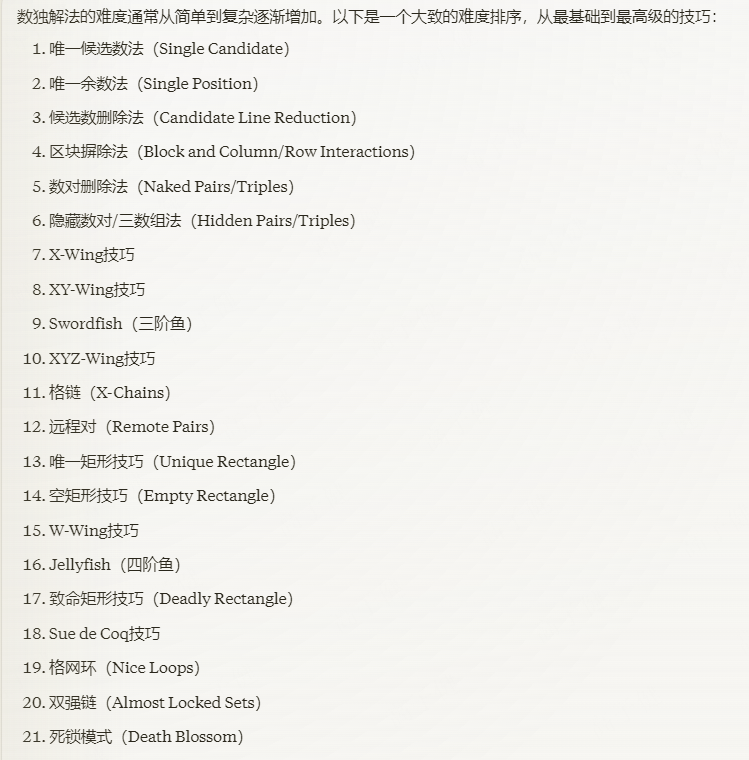 数独解法的难度通常从简单到复杂逐渐增加。以下是一个大致的难度排序，从最基础到最高级的技巧：
1. 唯一候选数法（Single Candidate）
2. 唯一余数法（Single Position）
3. 候选数删除法（Candidate Line Reduction）
4. 区块摒除法（Block and Column/Row Interactions）
5. 数对删除法（Naked Pairs/Triples）
6. 隐藏数对/三数组法（Hidden Pairs/Triples）
7. X-Wing技巧
8. XY-Wing技巧
9. Swordfish（三阶鱼）
10. XYZ-Wing技巧
11. 格链（X-Chains）
12. 远程对（Remote Pairs）
13. 唯一矩形技巧（Unique Rectangle）
14. 空矩形技巧（Empty Rectangle）
15. W-Wing技巧
16. Jellyfish（四阶鱼）
17. 致命矩形技巧（Deadly Rectangle）
18. Sue de Coq技巧
19. 格网环（Nice Loops）
20. 双强链（Almost Locked Sets）
21. 死锁模式（Death Blossom）